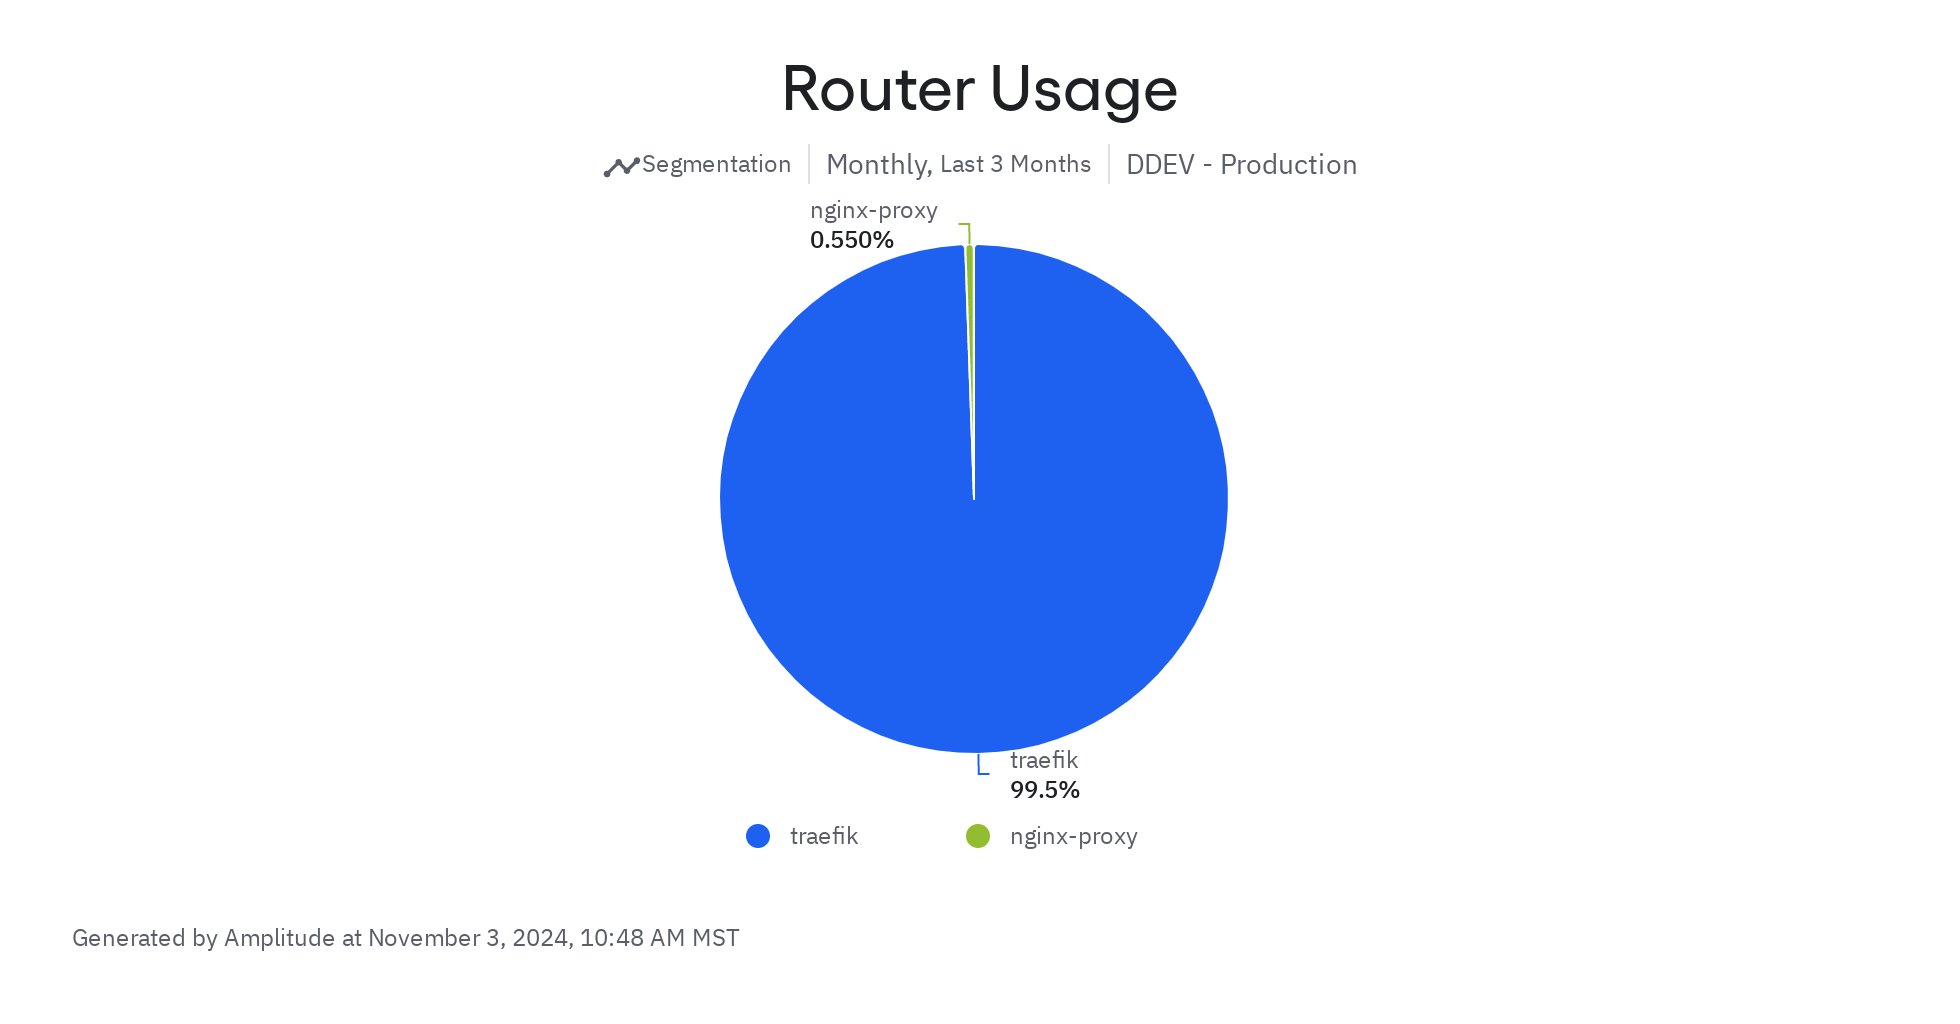 Router Usage
Segmentation Monthly, Last 3 Months DDEV - Production
nginx-proxy
0.550%
traefik
99.5%
traefik nginx-proxy
Generated by Amplitude at November 3, 2024, 10:48 AM MST